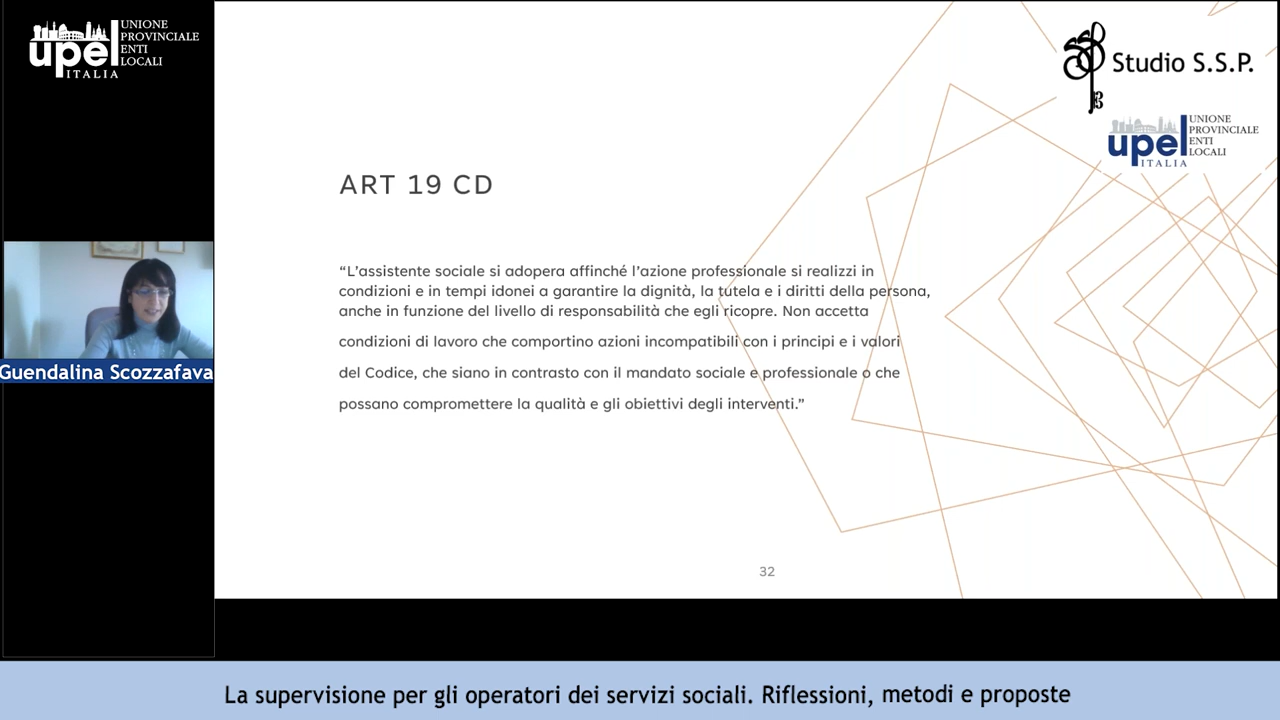 upel
UNIONE
PROVINCIALE
ENTI
LOCALI
ITALIA
Studio S.S.P.
upel
UNIONE
PROVINCIALE
ENTI
LOCALI
ITALIA
ART 19 CD
“L’assistente sociale si adopera affinché l’azione professionale si realizzi in
condizioni e in tempi idonei a garantire la dignità, la tutela e i diritti della persona,
anche in funzione del livello di responsabilità che egli ricopre. Non accetta
condizioni di lavoro che comportino azioni incompatibili con i principi e i valori
del Codice, che siano in contrasto con il mandato sociale e professionale o che
possano compromettere la qualità e gli obiettivi degli interventi.”
Guendalina Scozzafava
32
La supervisione per gli operatori dei servizi sociali. Riflessioni, metodi e proposte